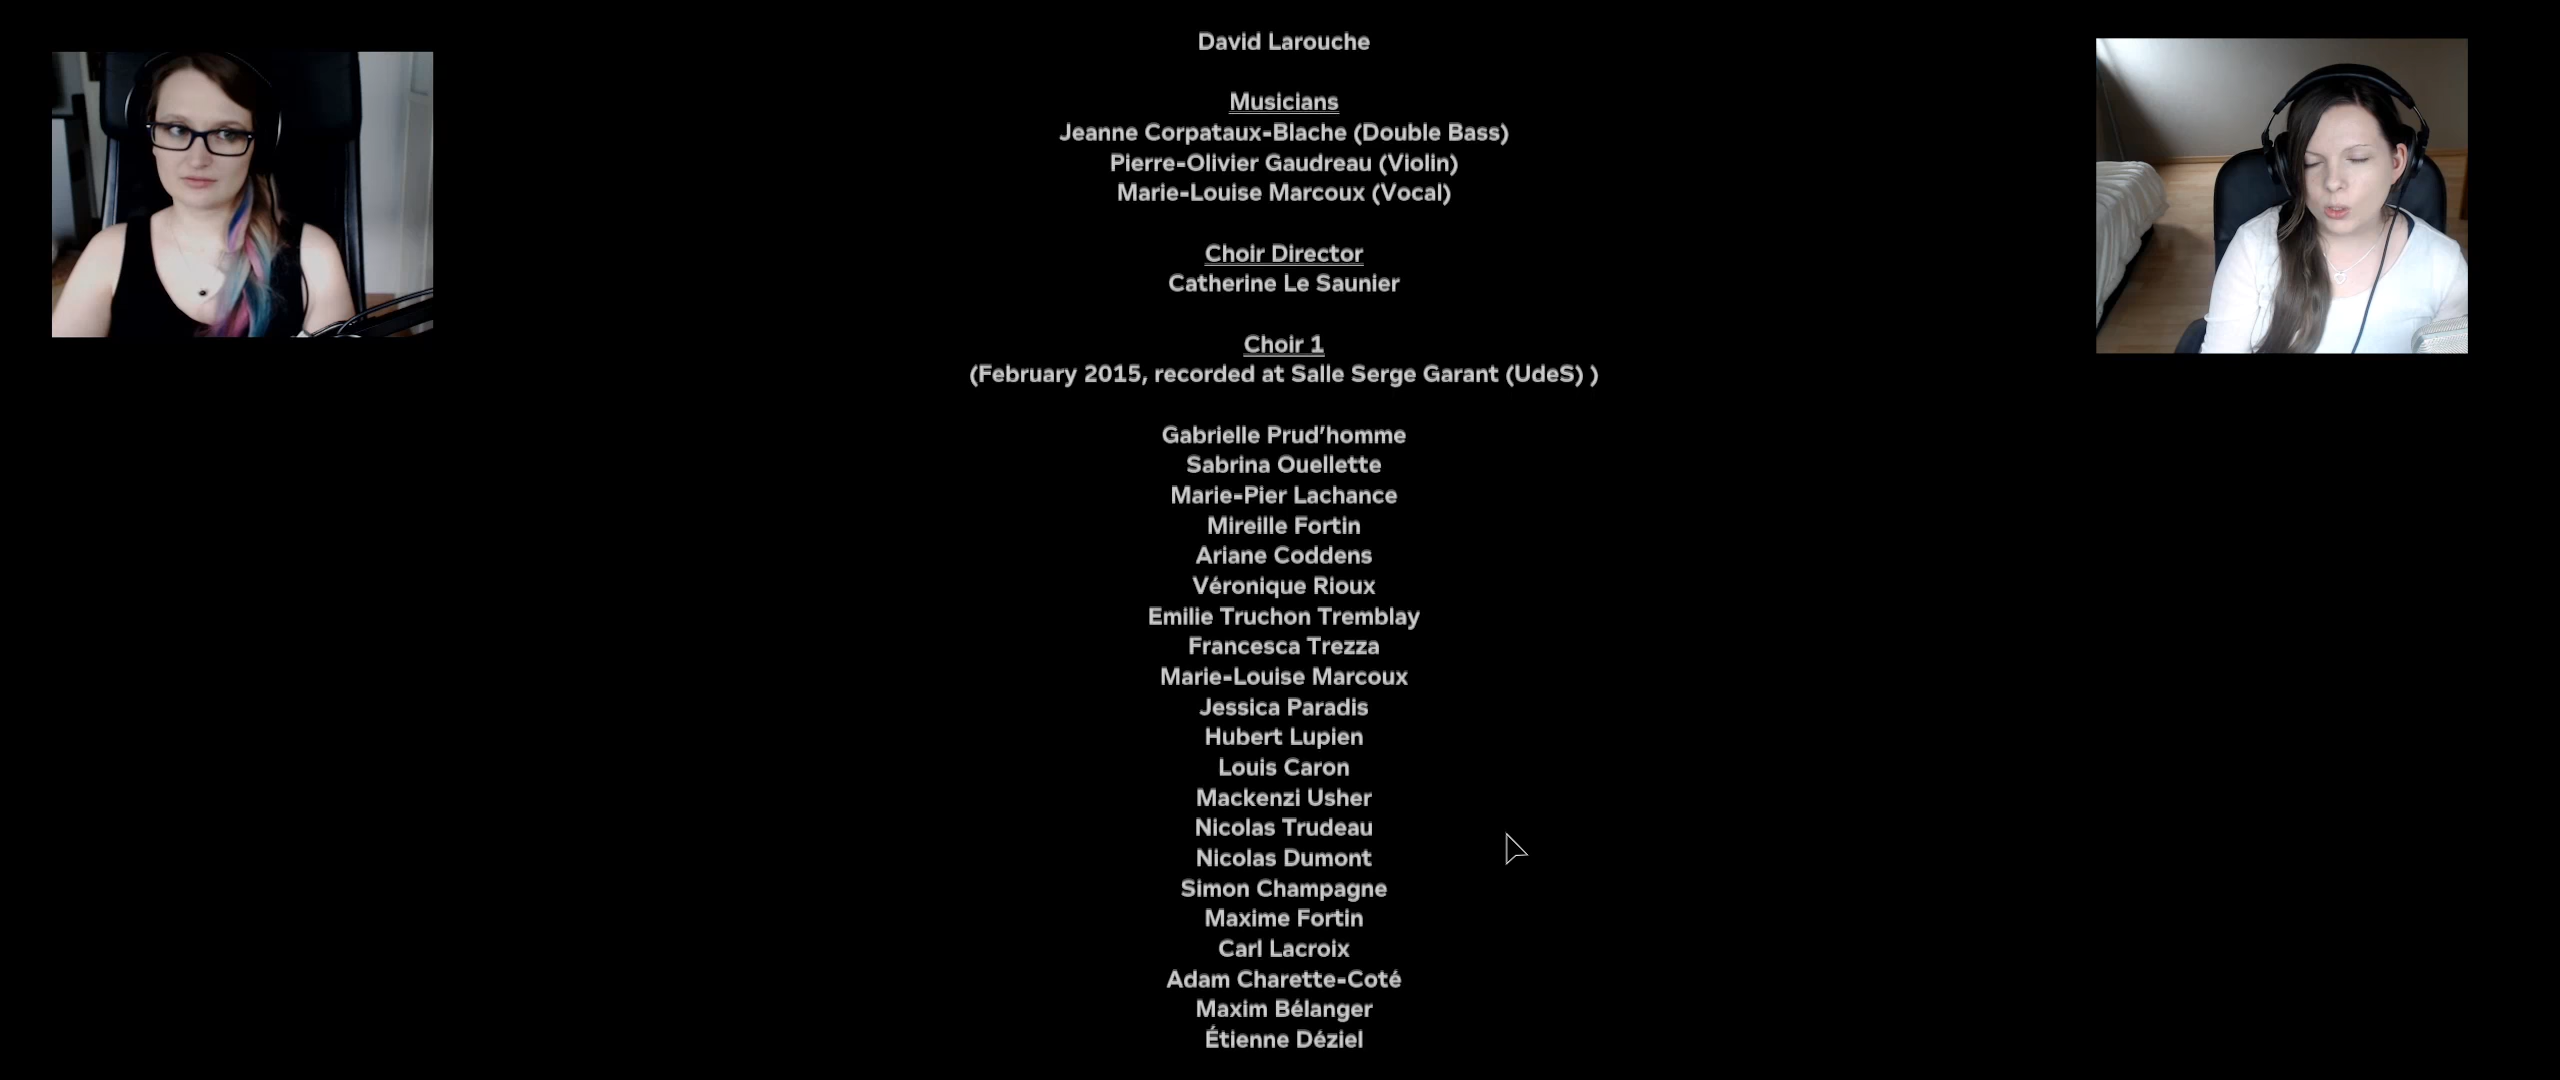 David Larouche
Musicians
Jeanne Corpataux-Blache (Double Bass)
Pierre-Olivier Gaudreau (Violin)
Marie-Louise Marcoux (Vocal)
Choir Director
Catherine Le Saunier
Choir 1
(February 2015, recorded at Salle Serge Garant (UdeS) )
Gabrielle Prud’homme
Sabrina Ouellette
Marie-Pier Lachance
Mireille Fortin
Ariane Coddens
Véronique Rioux
Emilie Truchon Tremblay
Francesca Trezza
Marie-Louise Marcoux
Jessica Paradis
Hubert Lupien
Louis Caron
Mackenzi Usher
Nicolas Trudeau
Nicolas Dumont
Simon Champagne
Maxime Fortin
Carl Lacroix
Adam Charette-Coté
Maxim Bélanger
Étienne Déziel